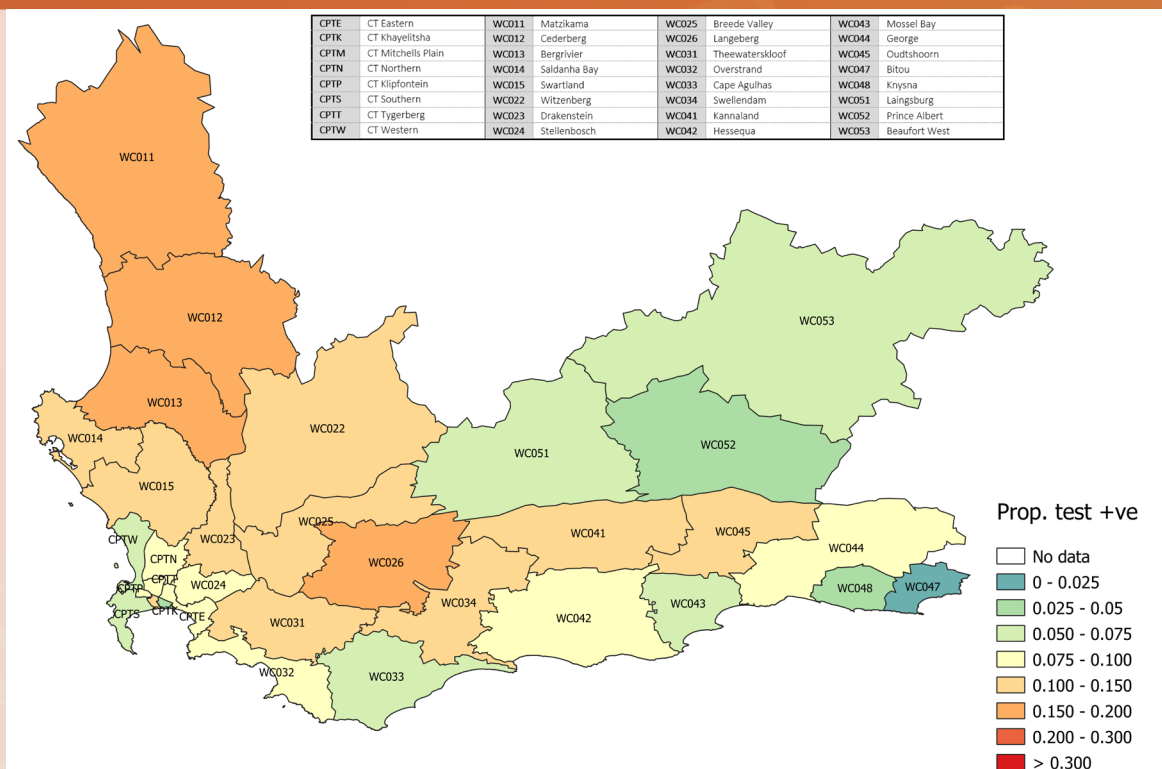 CPTE CT Eastern WC011 Matzikama WC025 Breede Valley WC043 Mossel Bay
CPTK CT Khayelitsha WC012 Cederberg WC026 Langeberg WC044 George
CPTM CT Mitchells Plain WC013 Bergrivier WC031 Theewaterskloof WC045 Oudtshoorn
CPTN CT Northern WC014 Saldanha Bay WC032 Overstrand WC047 Bitou
CPTP CT Klipfontein WC015 Swartland WC033 Cape Agulhas WC048 Knysna
CPTS CT Southern WC022 Witzenberg WC034 Swellendam WC051 Laingsburg
CPTT CT Tygerberg WC023 Drakenstein WC041 Kannaland WC052 Prince Albert
CPTW CT Western WC024 Stellenbosch WC042 Hessequa WC053 Beaufort West
WC011
WC012
WC053
WC013
WC022
WC014
WC052
WC051
WC015
WC025
WC041
WC045
CPTW
WC023
WC044
CPTN
WC026
WC024
WC048
WC047
WC034
WC043
CPTS
CPTK
CPTE
WC031
WC042
WC032
WC033
Prop. test +ve
No data
0 - 0.025
0.025 - 0.05
0.050 - 0.075
0.075 - 0.100
0.100 - 0.150
0.150 - 0.200
0.200 - 0.300
> 0.300